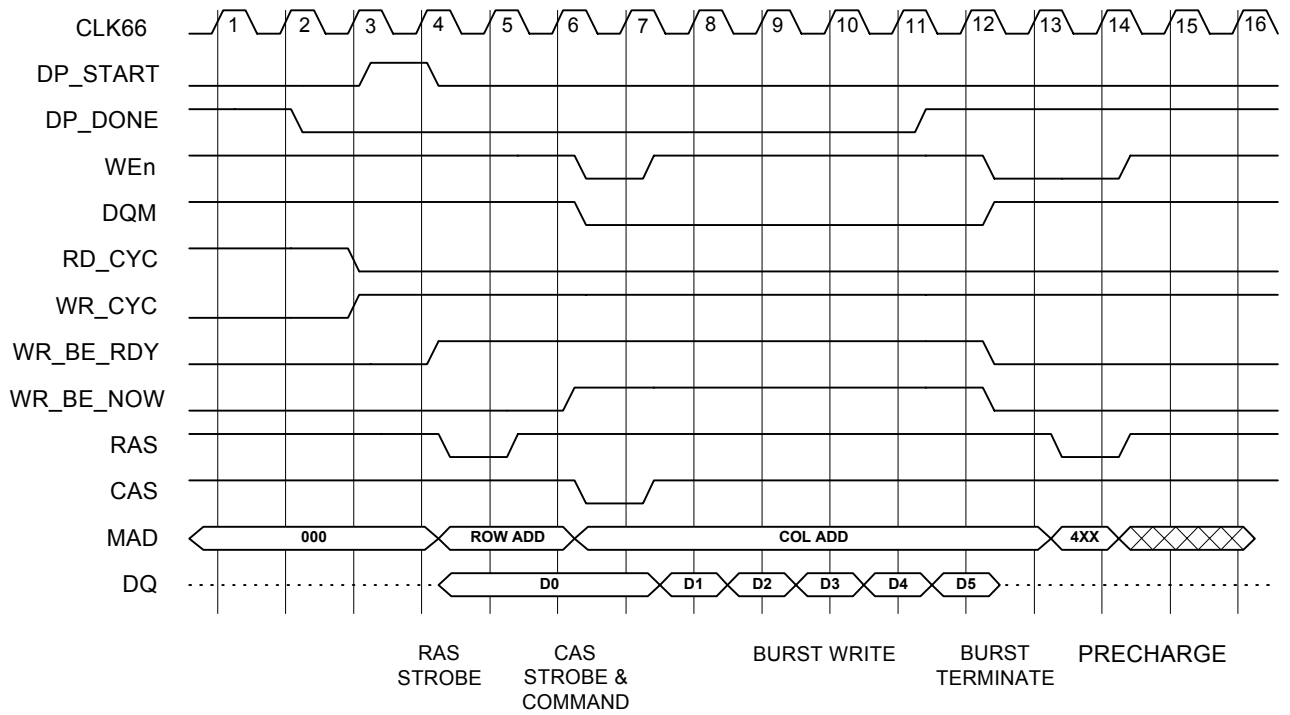 CLK66 1 2 3 4 5 6 7 8 9 10 11 12 13 14 15 16
DP_START
DP_DONE
WEn
DQM
RD_CYC
WR_CYC
WR_BE_RDY
WR_BE_NOW
RAS
CAS
MAD 000 ROW ADD COL ADD 4XX
DQ D0 D1 D2 D3 D4 D5
RAS
STROBE
CAS
STROBE &
COMMAND
BURST WRITE
BURST
TERMINATE
PRECHARGE